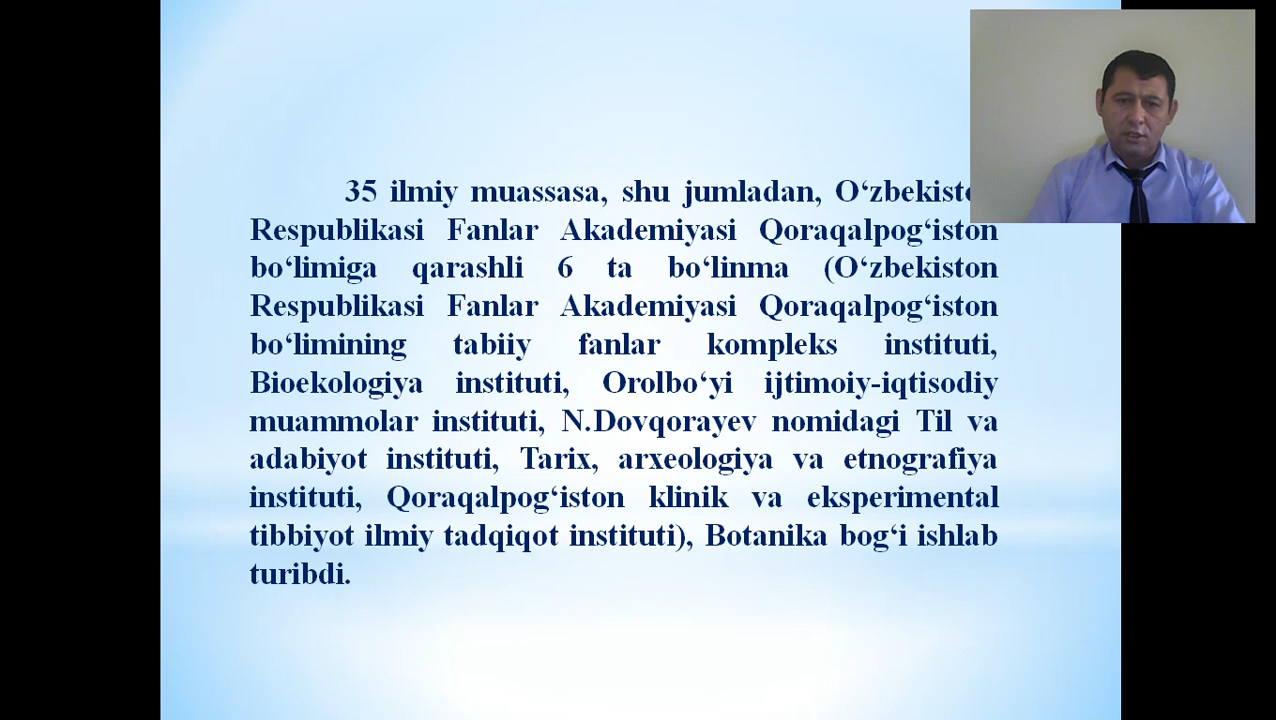 35 ilmiy muassasa, shu jumladan,
Respublikasi Fanlar Akademiyasi Qoraqalpog‘iston
bo‘limiga qarashli 6 ta bo‘linma (O‘zbekiston
Respublikasi Fanlar Akademiyasi Qoraqalpog‘iston
bo‘limining tabiiy fanlar kompleks instituti,
Bioekologiya instituti, Orolbo‘yi ijtimoiy-iqtisodiy
muammolar instituti, N.Dovqorayev nomidagi Til va
adabiyot instituti, Tarix, arxeologiya va etnografiya
instituti, Qoraqalpog‘iston klinik va eksperimental
tibbiyot ilmiy tadqiqot instituti), Botanika bog‘i ishlab
turibdi.